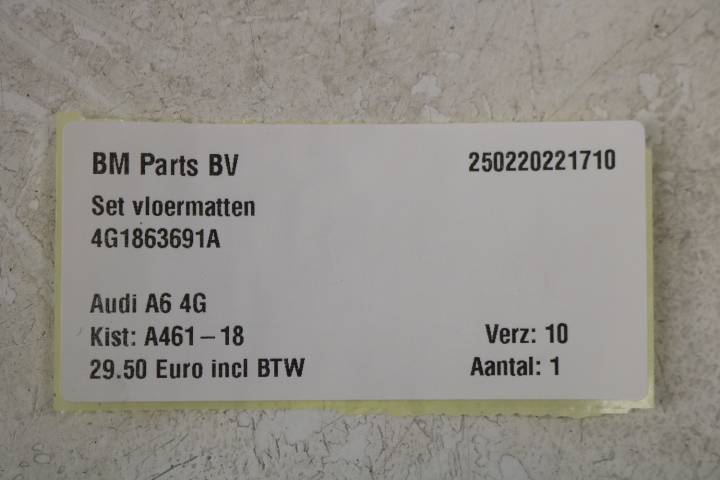 BM Parts BV 250220221710
Set vloermatten
4G1863691A
Audi A6 4G
Kist: A461-18 Verz: 10
29.50 Euro incl BTW Aantal: 1